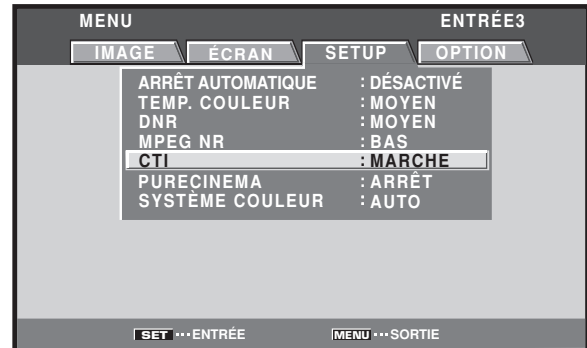 MENU ENTRÉE3
IMAGE ÉCRAN SETUP OPTION
ARRÊT AUTOMATIQUE : DÉSACTIVÉ
TEMP. COULEUR : MOYEN
DNR : MOYEN
MPEG NR : BAS
CTI : MARCHE
PURECINEMA : ARRÊT
SYSTÈME COULEUR : AUTO
SET ··· ENTRÉE MENU ··· SORTIE